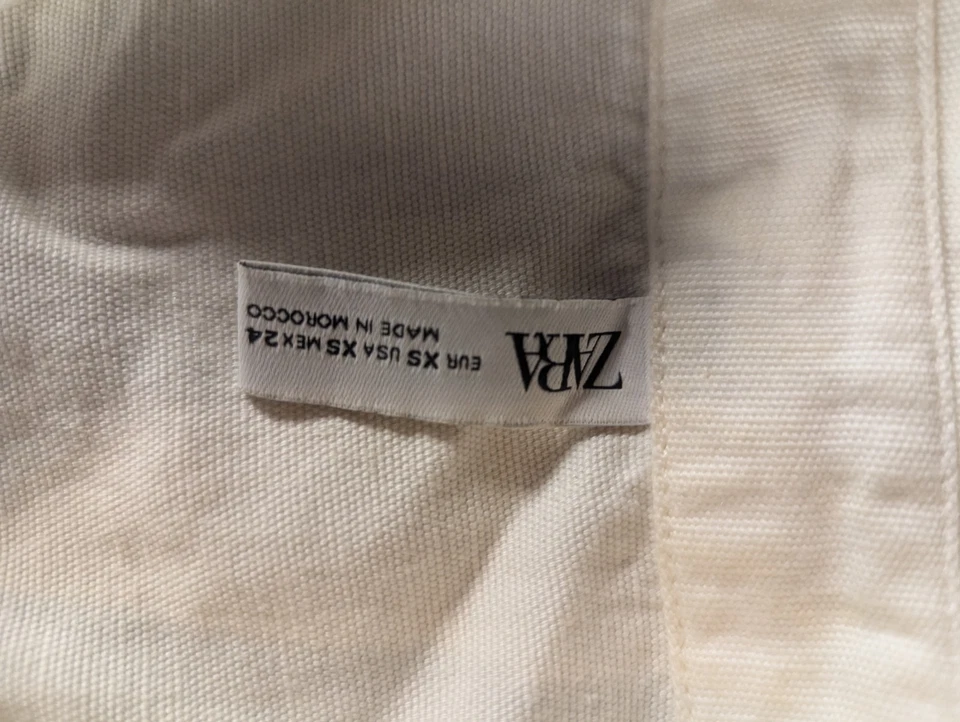 ZARA
EUR XS USA XS MEX 24
MADE IN MOROCCO